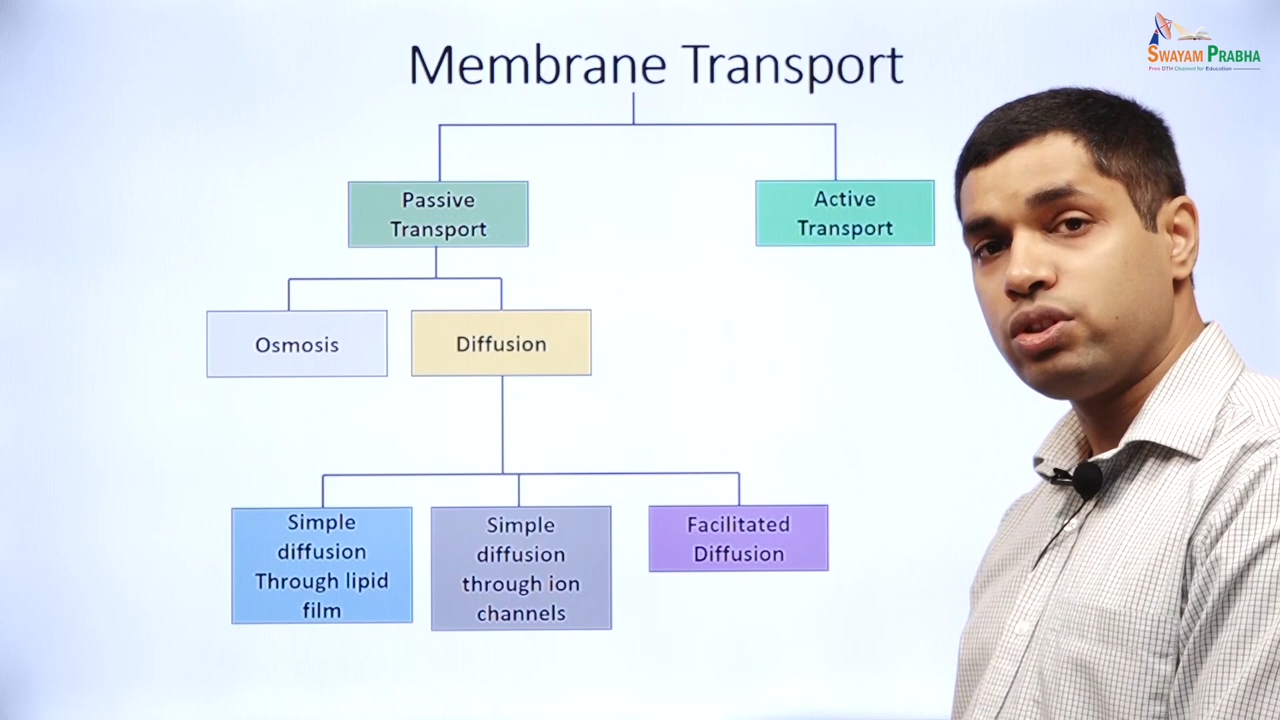 SWAYAM PRABHA
Free DTH Channel for Education
Membrane Transport
Passive
Transport
Active
Transport
Osmosis
Diffusion
Simple
diffusion
Through lipid
film
Simple
diffusion
through ion
channels
Facilitated
Diffusion